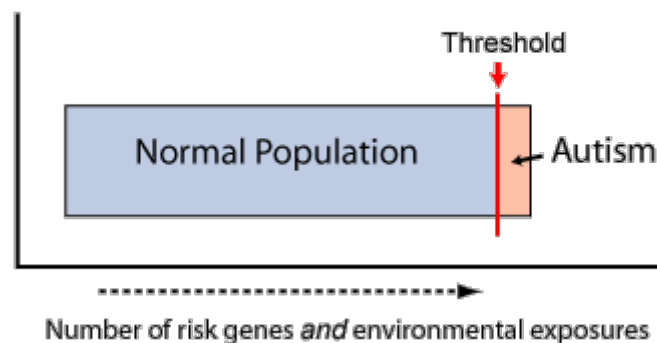 Threshold
Normal Population
Autism
Number of risk genes and environmental exposures